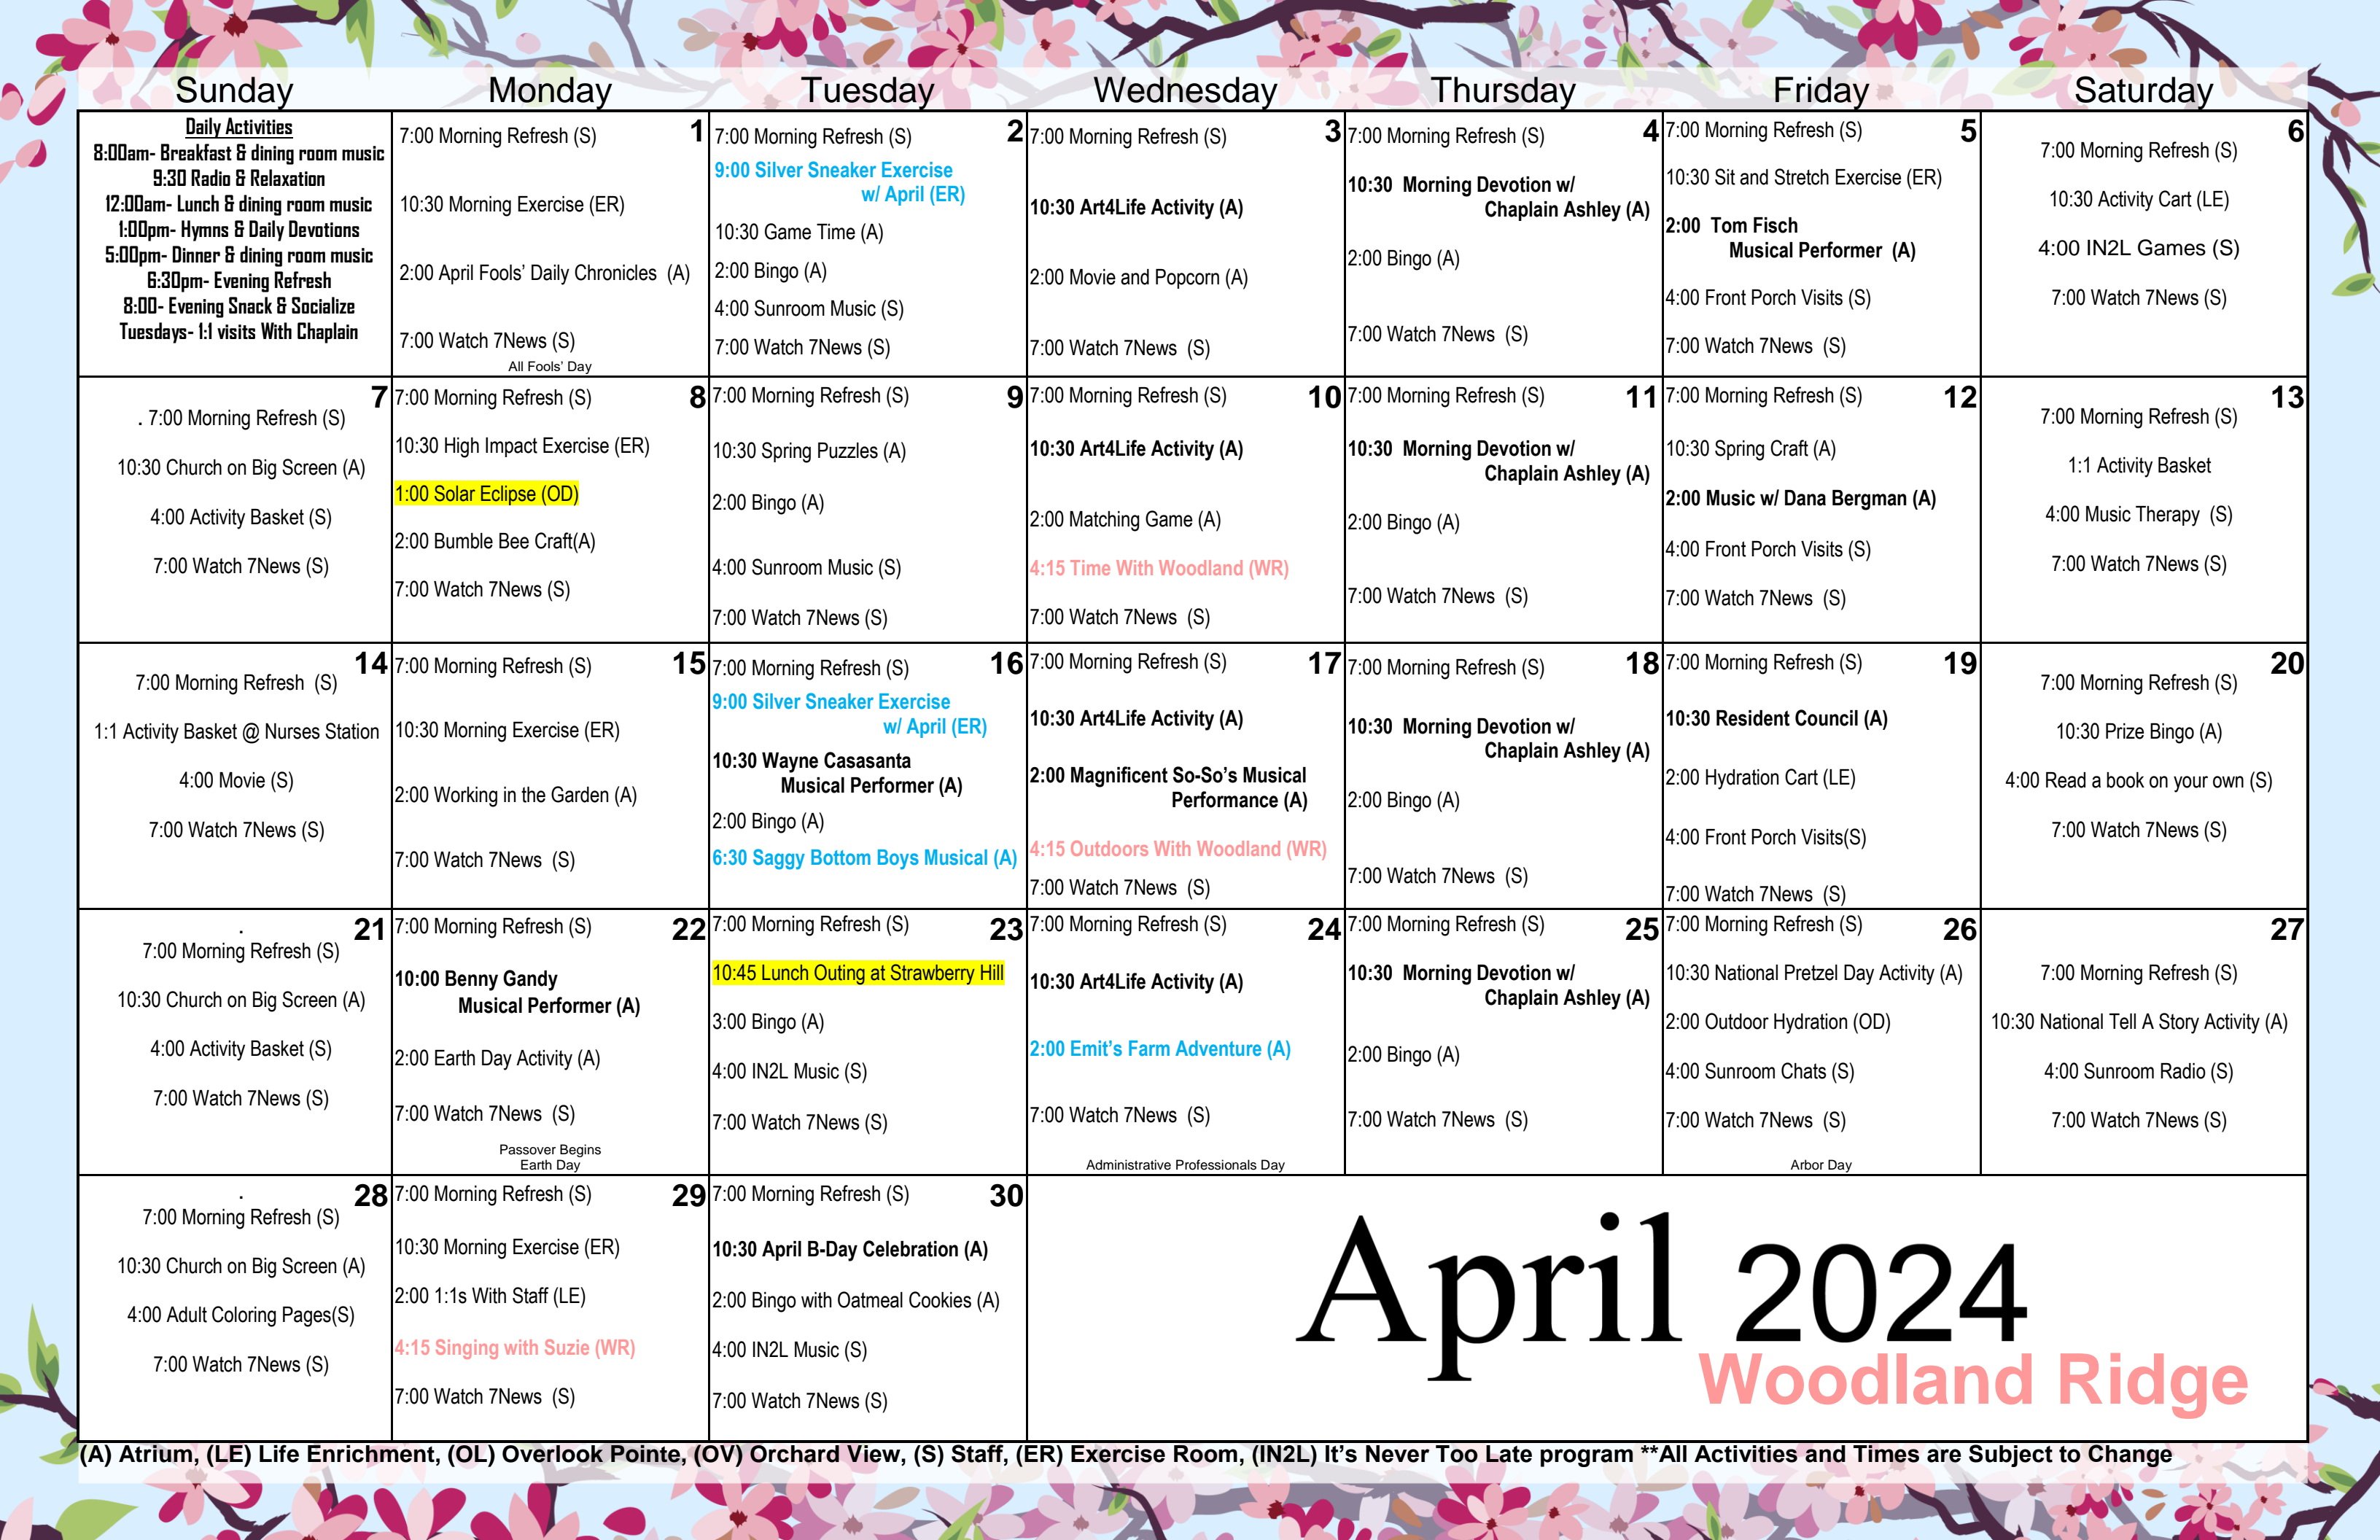 Sunday Monday Tuesday Wednesday Thursday Friday Saturday
Daily Activities
8:00am- Breakfast & dining room music
9:30 Radio & Relaxation
12:00am- Lunch & dining room music
1:00pm- Hymns & Daily Devotions
5:00pm- Dinner & dining room music
6:30pm- Evening Refresh
8:00- Evening Snack & Socialize
Tuesdays- 1:1 visits With Chaplain
1
7:00 Morning Refresh (S)
10:30 Morning Exercise (ER)
2:00 April Fools’ Daily Chronicles (A)
7:00 Watch 7News (S)
All Fools’ Day
2
7:00 Morning Refresh (S)
9:00 Silver Sneaker Exercise
w/ April (ER)
10:30 Game Time (A)
2:00 Bingo (A)
4:00 Sunroom Music (S)
7:00 Watch 7News (S)
3
7:00 Morning Refresh (S)
10:30 Art4Life Activity (A)
2:00 Movie and Popcorn (A)
7:00 Watch 7News (S)
4
7:00 Morning Refresh (S)
10:30 Morning Devotion w/
Chaplain Ashley (A)
2:00 Bingo (A)
7:00 Watch 7News (S)
5
7:00 Morning Refresh (S)
10:30 Sit and Stretch Exercise (ER)
2:00 Tom Fisch
Musical Performer (A)
4:00 Front Porch Visits (S)
7:00 Watch 7News (S)
6
7:00 Morning Refresh (S)
10:30 Activity Cart (LE)
4:00 IN2L Games (S)
7:00 Watch 7News (S)
7
. 7:00 Morning Refresh (S)
10:30 Church on Big Screen (A)
4:00 Activity Basket (S)
7:00 Watch 7News (S)
8
7:00 Morning Refresh (S)
10:30 High Impact Exercise (ER)
1:00 Solar Eclipse (OD)
2:00 Bumble Bee Craft(A)
7:00 Watch 7News (S)
9
7:00 Morning Refresh (S)
10:30 Spring Puzzles (A)
2:00 Bingo (A)
4:00 Sunroom Music (S)
7:00 Watch 7News (S)
10
7:00 Morning Refresh (S)
10:30 Art4Life Activity (A)
2:00 Matching Game (A)
4:15 Time With Woodland (WR)
7:00 Watch 7News (S)
11
7:00 Morning Refresh (S)
10:30 Morning Devotion w/
Chaplain Ashley (A)
2:00 Bingo (A)
7:00 Watch 7News (S)
12
7:00 Morning Refresh (S)
10:30 Spring Craft (A)
2:00 Music w/ Dana Bergman (A)
4:00 Front Porch Visits (S)
7:00 Watch 7News (S)
13
7:00 Morning Refresh (S)
1:1 Activity Basket
4:00 Music Therapy (S)
7:00 Watch 7News (S)
14
7:00 Morning Refresh (S)
1:1 Activity Basket @ Nurses Station
4:00 Movie (S)
7:00 Watch 7News (S)
15
7:00 Morning Refresh (S)
10:30 Morning Exercise (ER)
2:00 Working in the Garden (A)
7:00 Watch 7News (S)
16
7:00 Morning Refresh (S)
9:00 Silver Sneaker Exercise
w/ April (ER)
10:30 Wayne Casasanta
Musical Performer (A)
2:00 Bingo (A)
6:30 Saggy Bottom Boys Musical (A)
17
7:00 Morning Refresh (S)
10:30 Art4Life Activity (A)
2:00 Magnificent So-So’s Musical
Performance (A)
4:15 Outdoors With Woodland (WR)
7:00 Watch 7News (S)
18
7:00 Morning Refresh (S)
10:30 Morning Devotion w/
Chaplain Ashley (A)
2:00 Bingo (A)
7:00 Watch 7News (S)
19
7:00 Morning Refresh (S)
10:30 Resident Council (A)
2:00 Hydration Cart (LE)
4:00 Front Porch Visits(S)
7:00 Watch 7News (S)
20
7:00 Morning Refresh (S)
10:30 Prize Bingo (A)
4:00 Read a book on your own (S)
7:00 Watch 7News (S)
21
.
7:00 Morning Refresh (S)
10:30 Church on Big Screen (A)
4:00 Activity Basket (S)
7:00 Watch 7News (S)
22
7:00 Morning Refresh (S)
10:00 Benny Gandy
Musical Performer (A)
2:00 Earth Day Activity (A)
7:00 Watch 7News (S)
Passover Begins
Earth Day
23
7:00 Morning Refresh (S)
10:45 Lunch Outing at Strawberry Hill
3:00 Bingo (A)
4:00 IN2L Music (S)
7:00 Watch 7News (S)
24
7:00 Morning Refresh (S)
10:30 Art4Life Activity (A)
2:00 Emit’s Farm Adventure (A)
7:00 Watch 7News (S)
Administrative Professionals Day
25
7:00 Morning Refresh (S)
10:30 Morning Devotion w/
Chaplain Ashley (A)
2:00 Bingo (A)
7:00 Watch 7News (S)
26
7:00 Morning Refresh (S)
10:30 National Pretzel Day Activity (A)
2:00 Outdoor Hydration (OD)
4:00 Sunroom Chats (S)
7:00 Watch 7News (S)
Arbor Day
27
7:00 Morning Refresh (S)
10:30 National Tell A Story Activity (A)
4:00 Sunroom Radio (S)
7:00 Watch 7News (S)
28
.
7:00 Morning Refresh (S)
10:30 Church on Big Screen (A)
4:00 Adult Coloring Pages(S)
7:00 Watch 7News (S)
29
7:00 Morning Refresh (S)
10:30 Morning Exercise (ER)
2:00 1:1s With Staff (LE)
4:15 Singing with Suzie (WR)
7:00 Watch 7News (S)
30
7:00 Morning Refresh (S)
10:30 April B-Day Celebration (A)
2:00 Bingo with Oatmeal Cookies (A)
4:00 IN2L Music (S)
7:00 Watch 7News (S)
April 2024
Woodland Ridge
(A) Atrium, (LE) Life Enrichment, (OL) Overlook Pointe, (OV) Orchard View, (S) Staff, (ER) Exercise Room, (IN2L) It’s Never Too Late program **All Activities and Times are Subject to Change